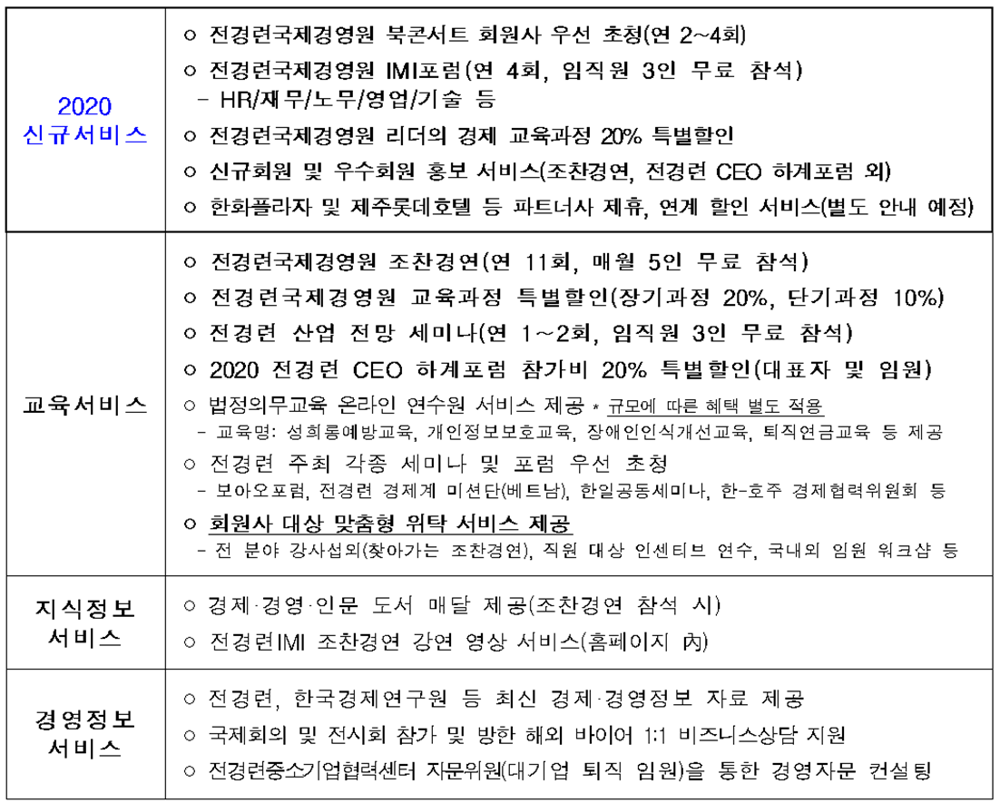 2020
신규서비스
○ 전경련국제경영원 북콘서트 회원사 우선 초청(연 2~4회)
○ 전경련국제경영원 IMI포럼(연 4회, 임직원 3인 무료 참석)
- HR/재무/노무/영업/기술 등
○ 전경련국제경영원 리더의 경제 교육과정 20% 특별할인
○ 신규회원 및 우수회원 홍보 서비스(조찬경연, 전경련 CEO 하계포럼 외)
○ 한화플라자 및 제주롯데호텔 등 파트너사 제휴, 연계 할인 서비스(별도 안내 예정)
교육서비스
○ 전경련국제경영원 조찬경연(연 11회, 매월 5인 무료 참석)
○ 전경련국제경영원 교육과정 특별할인(장기과정 20%, 단기과정 10%)
○ 전경련 산업 전망 세미나(연 1~2회, 임직원 3인 무료 참석)
○ 2020 전경련 CEO 하계포럼 참가비 20% 특별할인(대표자 및 임원)
○ 법정의무교육 온라인 연수원 서비스 제공 * 규모에 따른 혜택 별도 적용
- 교육명: 성희롱예방교육, 개인정보보호교육, 장애인인식개선교육, 퇴직연금교육 등 제공
○ 전경련 주최 각종 세미나 및 포럼 우선 초청
- 보아오포럼, 전경련 경제계 미션단(베트남), 한일공동세미나, 한-호주 경제협력위원회 등
○ 회원사 대상 맞춤형 위탁 서비스 제공
- 전 분야 강사섭외(찾아가는 조찬경연), 직원 대상 인센티브 연수, 국내외 임원 워크샵 등
지식정보
서비스
○ 경제·경영·인문 도서 매달 제공(조찬경연 참석 시)
○ 전경련IMI 조찬경연 강연 영상 서비스(홈페이지 內)
경영정보
서비스
○ 전경련, 한국경제연구원 등 최신 경제·경영정보 자료 제공
○ 국제회의 및 전시회 참가 및 방한 해외 바이어 1:1 비즈니스상담 지원
○ 전경련중소기업협력센터 자문위원(대기업 퇴직 임원)을 통한 경영자문 컨설팅